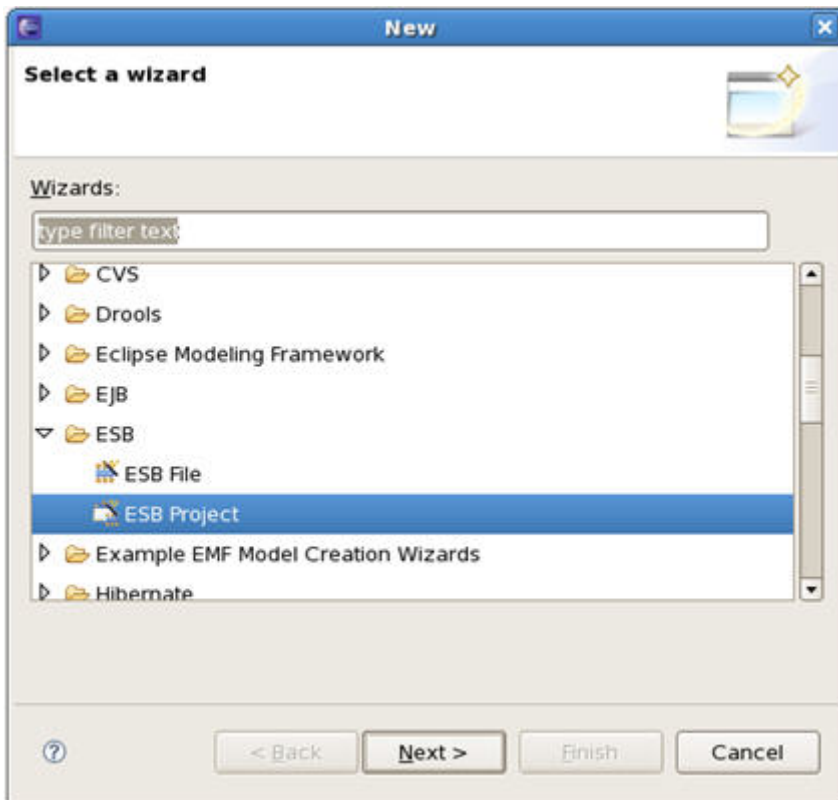 New
Select a wizard
Wizards:
type filter text
CVS
Drools
Eclipse Modeling Framework
EJB
ESB
ESB File
ESB Project
Example EMF Model Creation Wizards
Hibernate
< Back Next > Finish Cancel